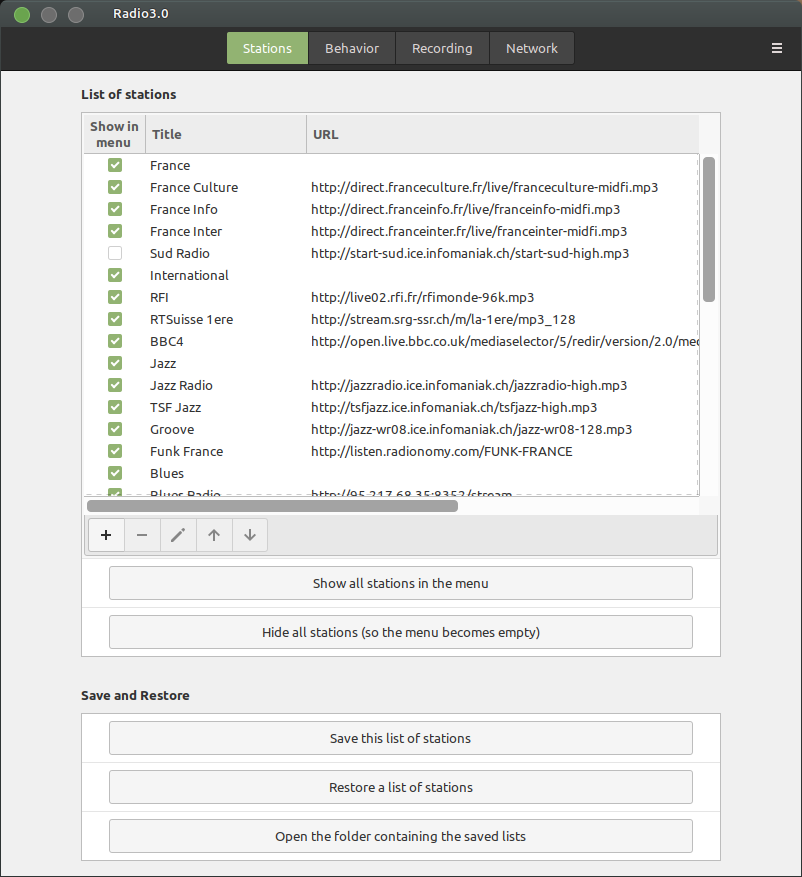 Radio3.0
Stations Behavior Recording Network
List of stations
Show in menu Title URL
France
France Culture http://direct.franceculture.fr/live/franceculture-midfi.mp3
France Info http://direct.franceinfo.fr/live/franceinfo-midfi.mp3
France Inter http://direct.franceinter.fr/live/franceinter-midfi.mp3
Sud Radio http://start-sud.ice.infomaniak.ch/start-sud-high.mp3
International
RFI http://live02.rfi.fr/rfimonde-96k.mp3
RTSuisse 1ere http://stream.srg-ssr.ch/m/la-1ere/mp3_128
BBC4 http://open.live.bbc.co.uk/mediaselector/5/redir/version/2.0/med
Jazz
Jazz Radio http://jazzradio.ice.infomaniak.ch/jazzradio-high.mp3
TSF Jazz http://tsfjazz.ice.infomaniak.ch/tsfjazz-high.mp3
Groove http://jazz-wr08.ice.infomaniak.ch/jazz-wr08-128.mp3
Funk France http://listen.radionomy.com/FUNK-FRANCE
Blues
Blues Radio http://95.217.68.35:8352/stream
Show all stations in the menu
Hide all stations (so the menu becomes empty)
Save and Restore
Save this list of stations
Restore a list of stations
Open the folder containing the saved lists